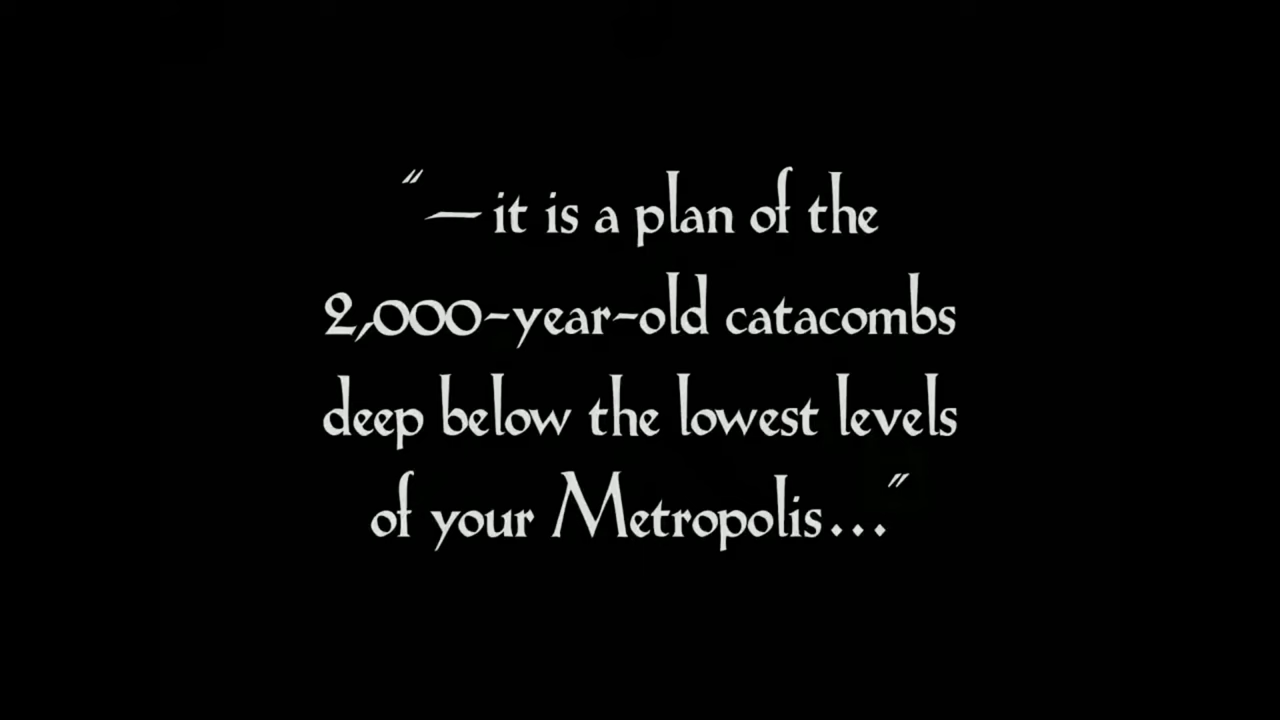 “—it is a plan of the
2,000-year-old catacombs
deep below the lowest levels
of your Metropolis...”